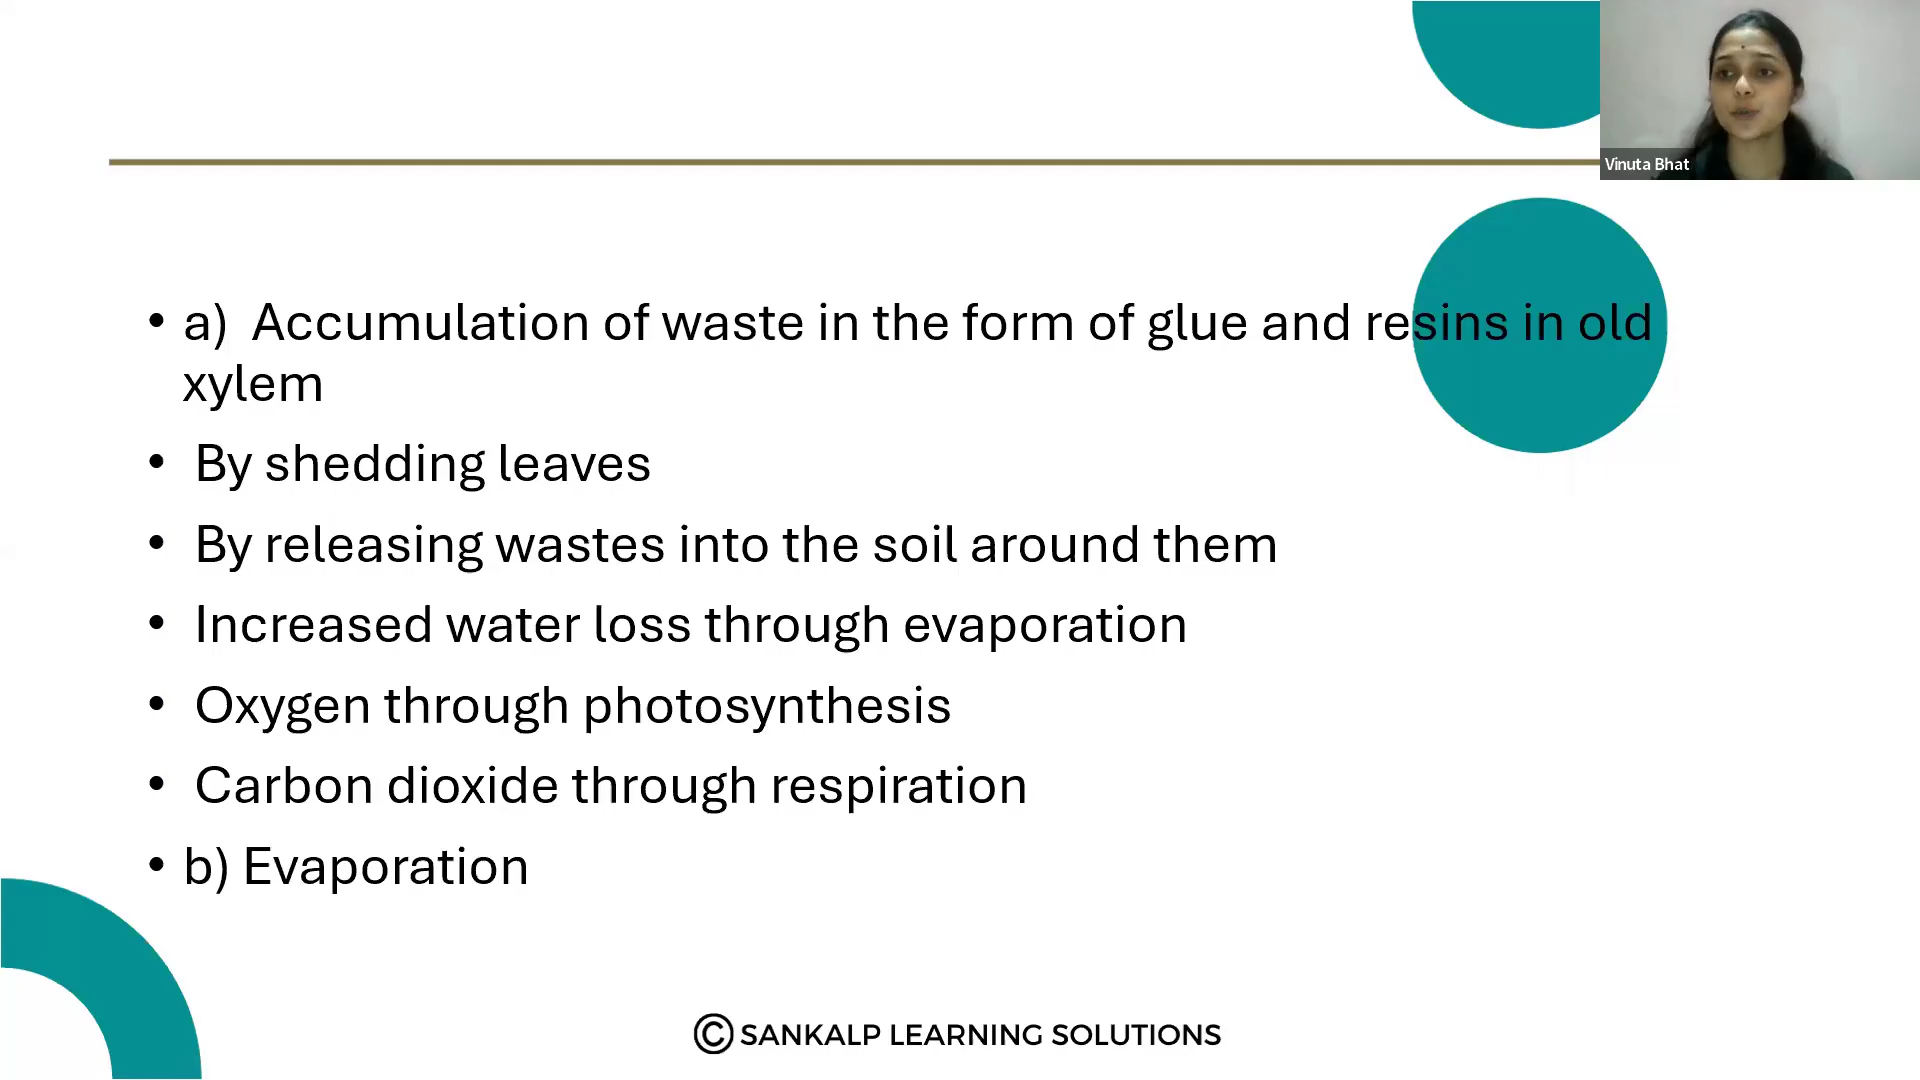 Vinuta Bhat
• a) Accumulation of waste in the form of glue and resins in old
xylem
• By shedding leaves
• By releasing wastes into the soil around them
• Increased water loss through evaporation
• Oxygen through photosynthesis
• Carbon dioxide through respiration
• b) Evaporation
© SANKALP LEARNING SOLUTIONS